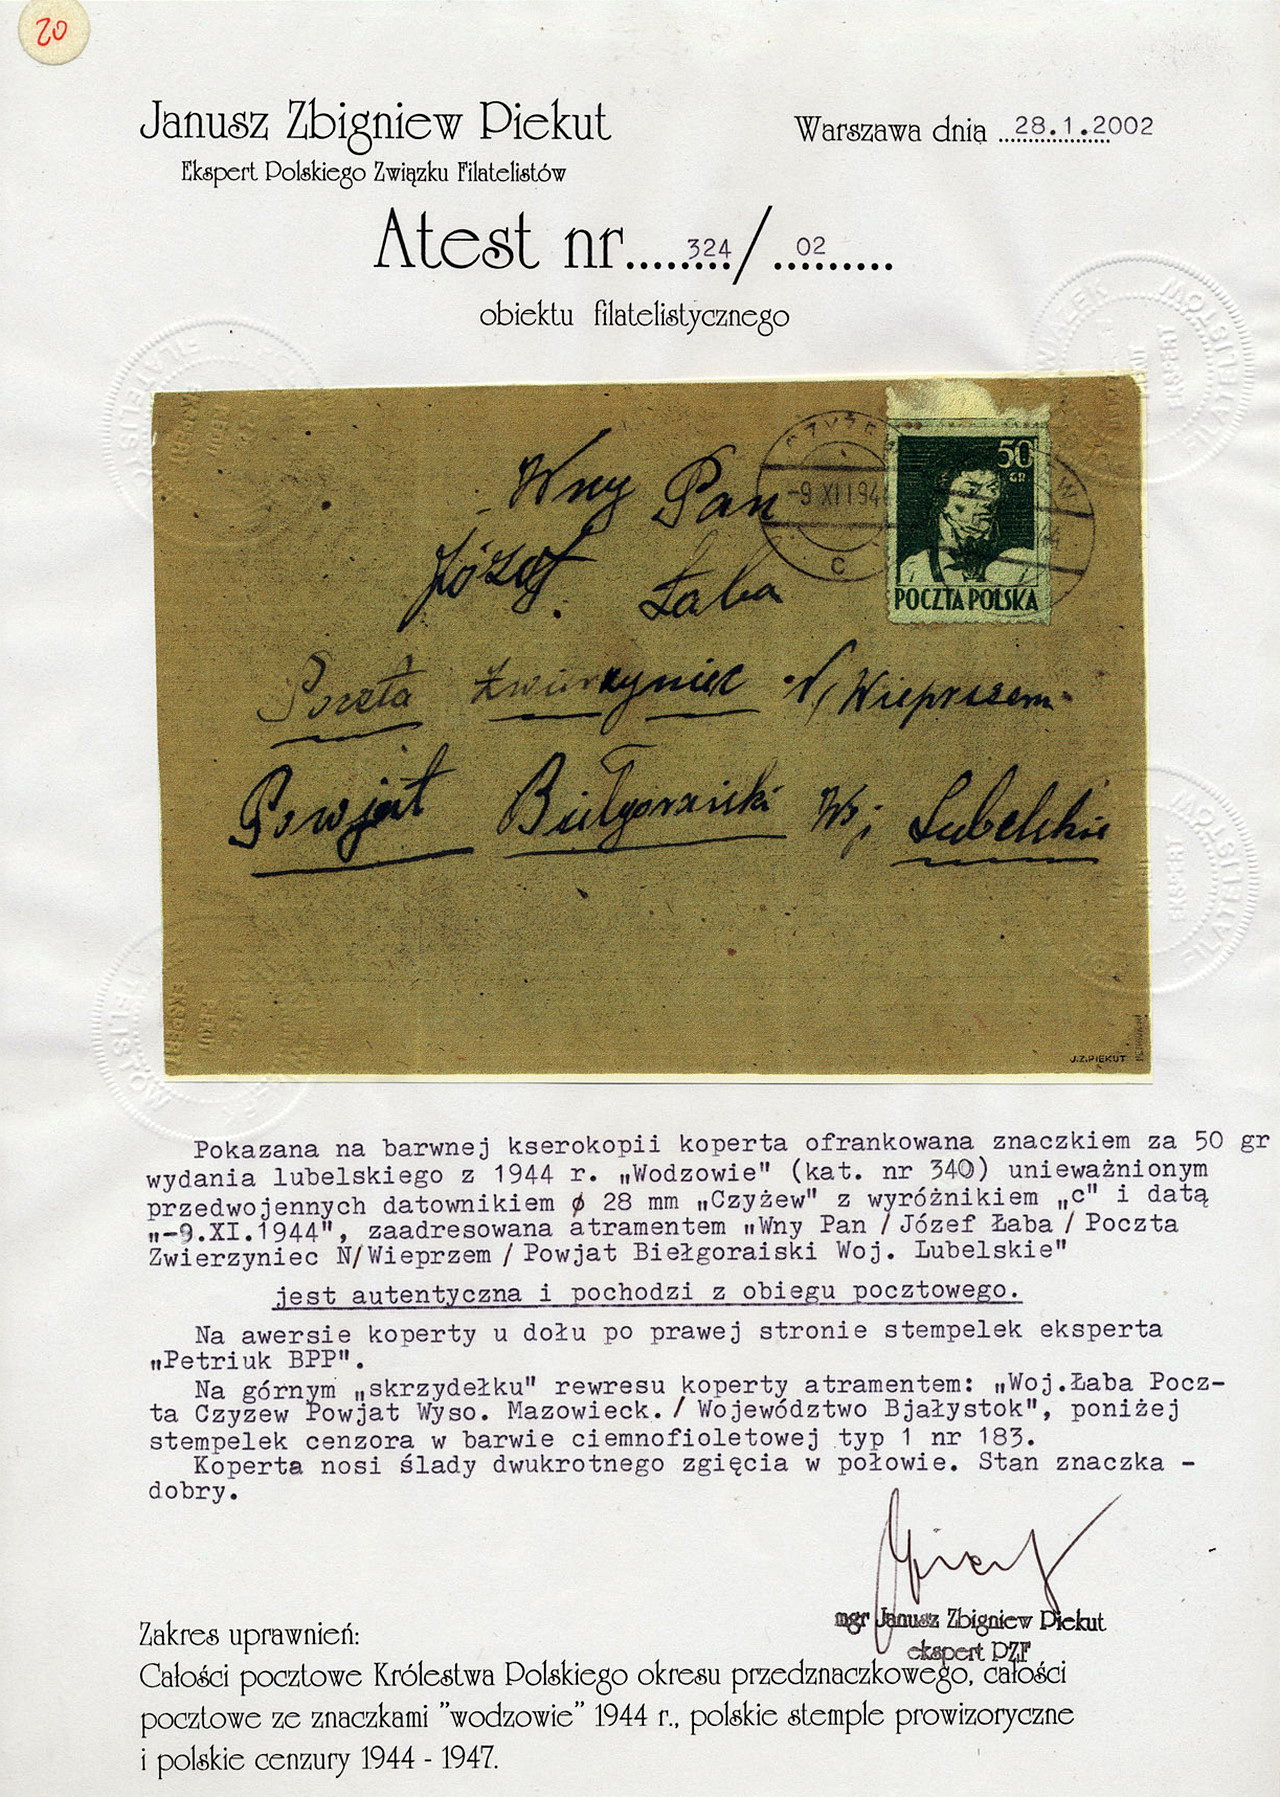 20
Janusz Zbigniew Piekut
Ekspert Polskiego Związku Filatelistów
Warszawa dnia 28.1.2002
Atest nr 324 / 02
obiektu filatelistycznego
50
GR
-9 XI 194
c
POCZTA POLSKA
Wny Pan
Józef Łaba
Poczta Zwierzyniec N/Wieprzem
Powjat Biełgoraiski Woj Lubelskie
J.Z.PIEKUT
Pokazana na barwnej kserokopii koperta ofrankowana znaczkiem za 50 gr
wydania lubelskiego z 1944 r. „Wodzowie" (kat. nr 340) unieważnionym
przedwojennych datownikiem ø 28 mm „Czyżew" z wyróżnikiem „c" i datą
„-9.XI.1944", zaadresowana atramentem „Wny Pan / Józef Łaba / Poczta
Zwierzyniec N/Wieprzem / Powjat Biełgoraiski Woj. Lubelskie"
jest autentyczna i pochodzi z obiegu pocztowego.
Na awersie koperty u dołu po prawej stronie stempelek eksperta
„Petriuk BPP".
Na górnym „skrzydełku" rewresu koperty atramentem: „Woj.Łaba Pocz-
ta Czyzew Powjat Wyso. Mazowieck. / Województwo Bjałystok", poniżej
stempelek cenzora w barwie ciemnofioletowej typ 1 nr 183.
Koperta nosi ślady dwukrotnego zgięcia w połowie. Stan znaczka -
dobry.
mgr Janusz Zbigniew Piekut
ekspert PZF
Zakres uprawnień:
Całości pocztowe Królestwa Polskiego okresu przedznaczkowego, całości
pocztowe ze znaczkami "wodzowie" 1944 r., polskie stemple prowizoryczne
i polskie cenzury 1944 - 1947.